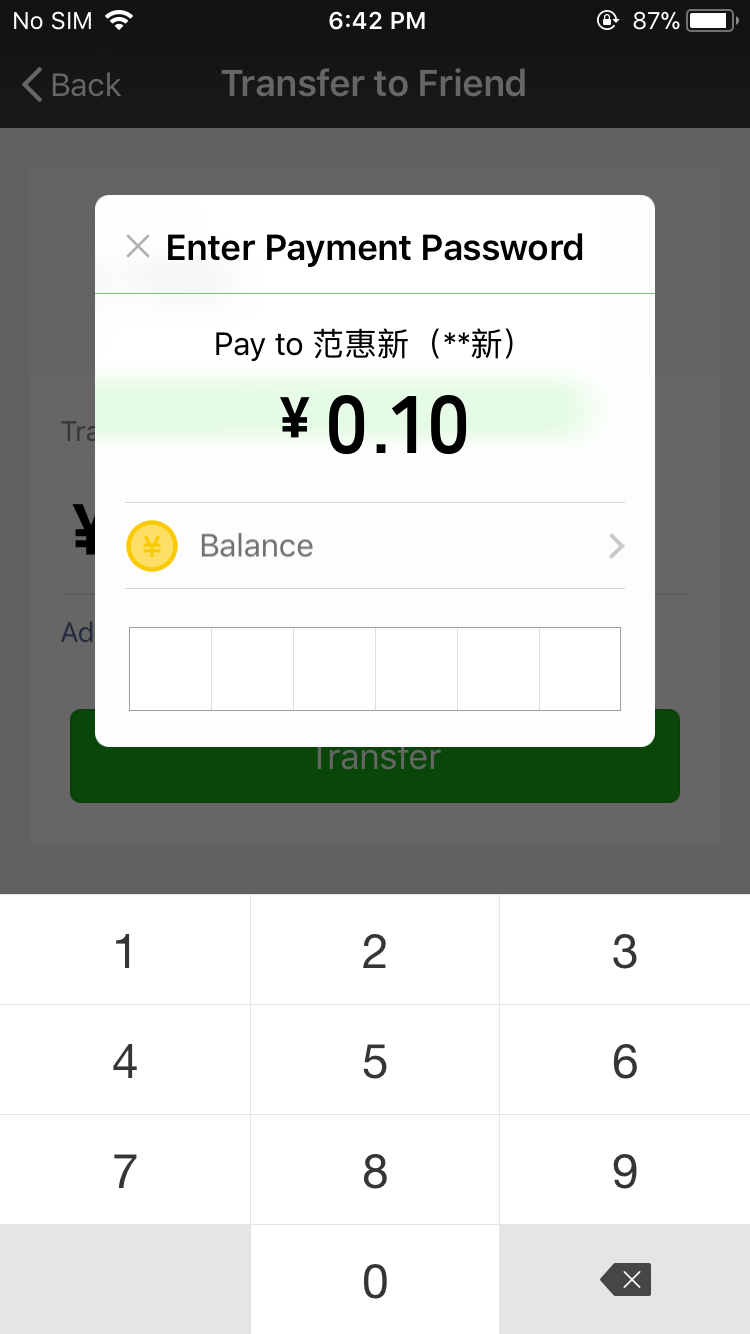 No SIM 6:42 PM 87%
Back Transfer to Friend
Enter Payment Password
Pay to 范惠新（**新）
¥ 0.10
Tra
¥
¥ Balance
Ad
Transfer
1 2 3
4 5 6
7 8 9
0